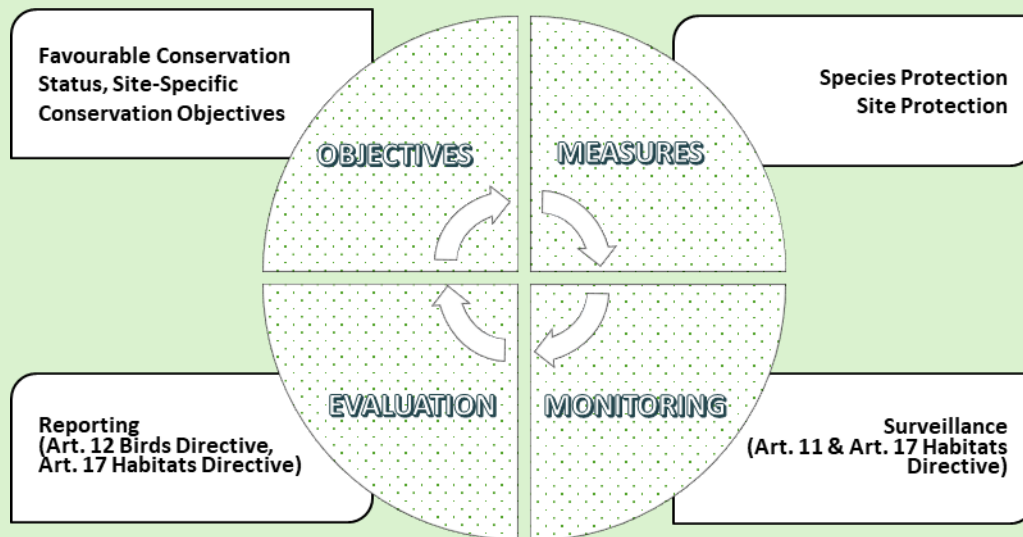 Favourable Conservation
Status, Site-Specific
Conservation Objectives
Species Protection
Site Protection
OBJECTIVES
MEASURES
EVALUATION
MONITORING
Reporting
(Art. 12 Birds Directive,
Art. 17 Habitats Directive)
Surveillance
(Art. 11 & Art. 17 Habitats
Directive)